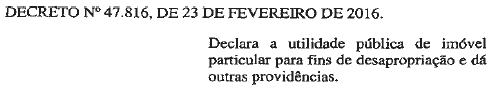 DECRETO Nº 47.816, DE 23 DE FEVEREIRO DE 2016.
Declara a utilidade pública de imóvel
particular para fins de desapropriação e dá
outras providências.